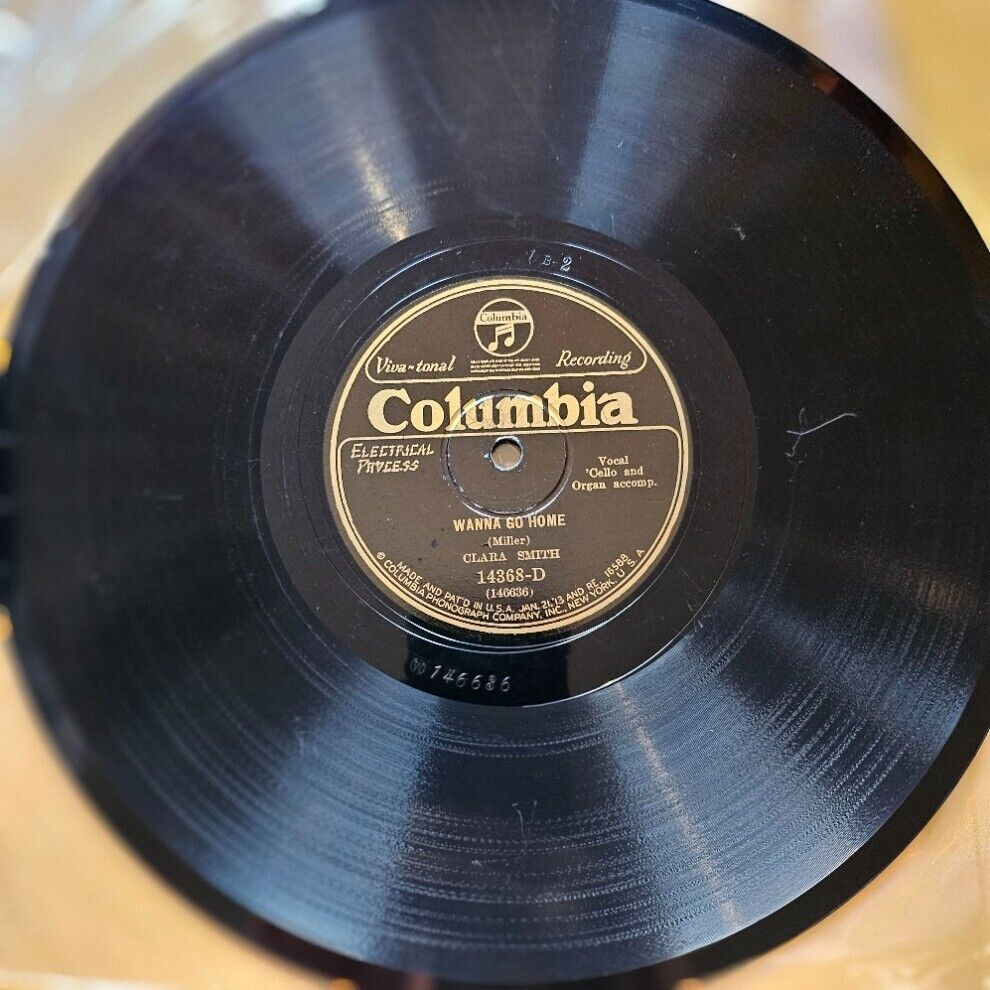 B-2
Columbia
Viva-tonal Recording
Columbia
ELECTRICAL
PROCESS
Vocal
'Cello and
Organ accomp.
WANNA GO HOME
(Miller)
CLARA SMITH
14368-D
(146636)
MADE AND PAT'D IN U.S.A. JAN. 21, '13 AND RE 16588
© COLUMBIA PHONOGRAPH COMPANY, INC., NEW YORK, U.S.A
W 146636